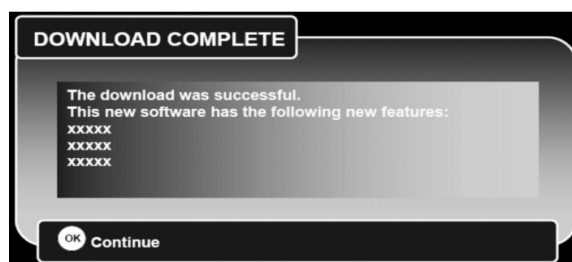 DOWNLOAD COMPLETE
The download was successful.
This new software has the following new features:
xxxxx
xxxxx
xxxxx
OK Continue